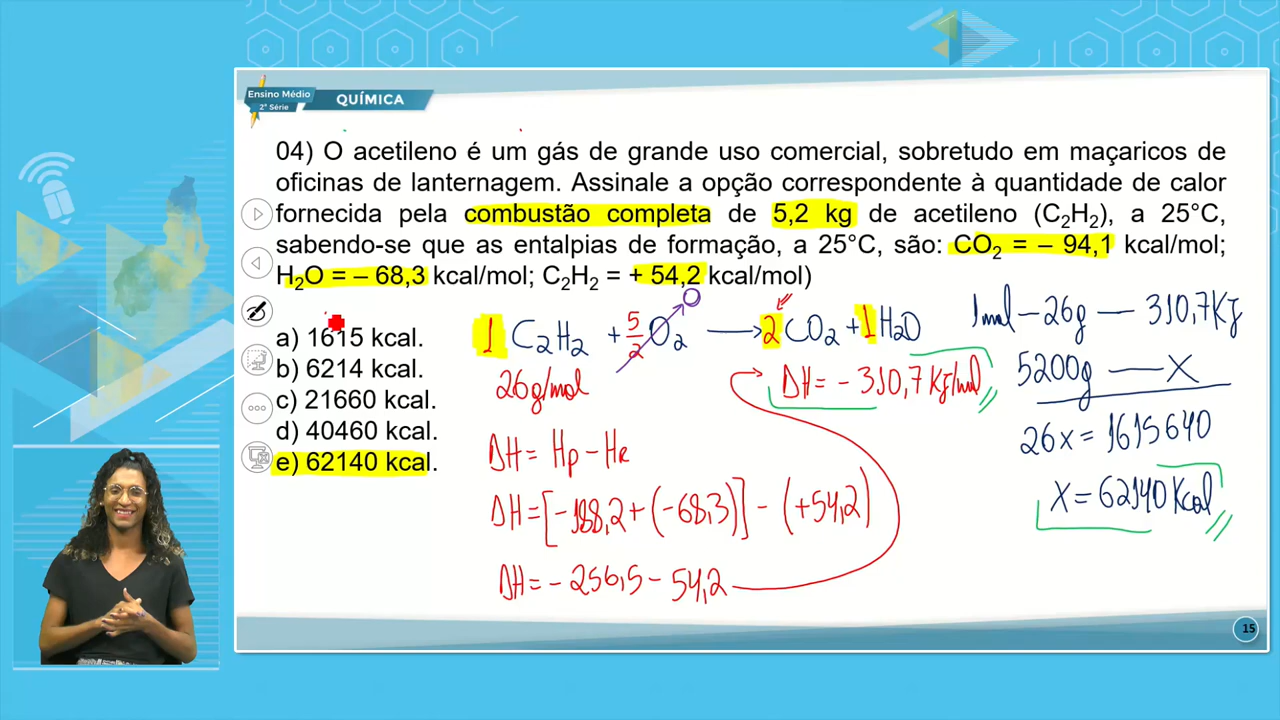 Ensino Médio
2ª Série
QUÍMICA
04) O acetileno é um gás de grande uso comercial, sobretudo em maçaricos de
oficinas de lanternagem. Assinale a opção correspondente à quantidade de calor
fornecida pela combustão completa de 5,2 kg de acetileno (C₂H₂), a 25°C,
sabendo-se que as entalpias de formação, a 25°C, são: CO₂ = – 94,1 kcal/mol;
H₂O = – 68,3 kcal/mol; C₂H₂ = + 54,2 kcal/mol)
a) 1615 kcal.
b) 6214 kcal.
c) 21660 kcal.
d) 40460 kcal.
e) 62140 kcal.
1 C₂H₂ + 5/2 O₂ → 2 CO₂ + 1 H₂O
O
26g/mol
DH = - 310,7 KJ/mol
DH = Hp - HR
DH = [-188,2 + (-68,3)] - (+54,2)
DH = - 256,5 - 54,2
1mol - 26g — 310,7KJ
5200g — X
26x = 1615640
X = 62140 Kcal
15